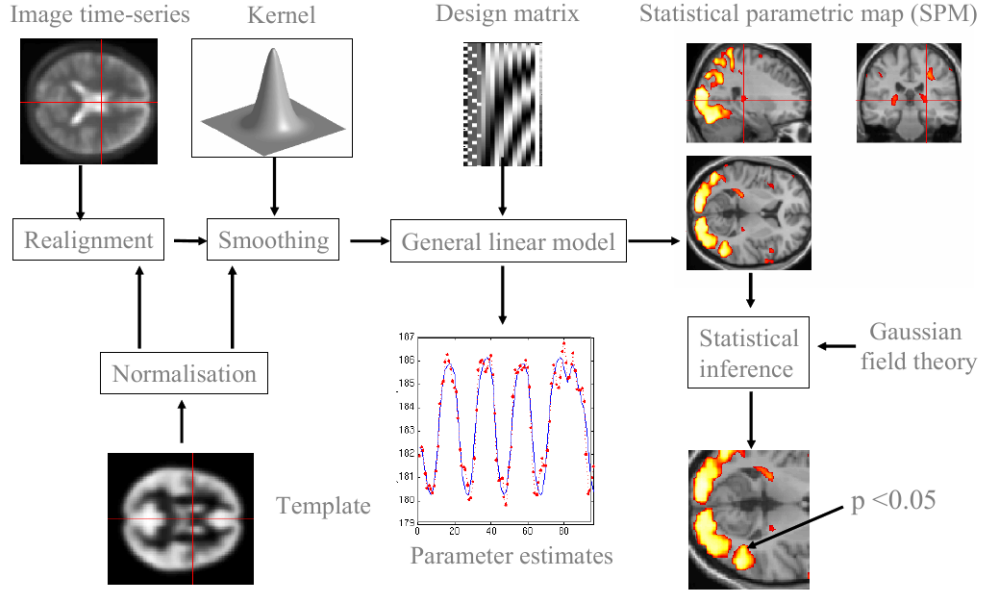 Image time-series
Kernel
Design matrix
Statistical parametric map (SPM)
Realignment
Smoothing
General linear model
Normalisation
Statistical
inference
Gaussian
field theory
Template
187
186
185
184
183
182
181
180
179
0
20
40
60
80
Parameter estimates
p <0.05